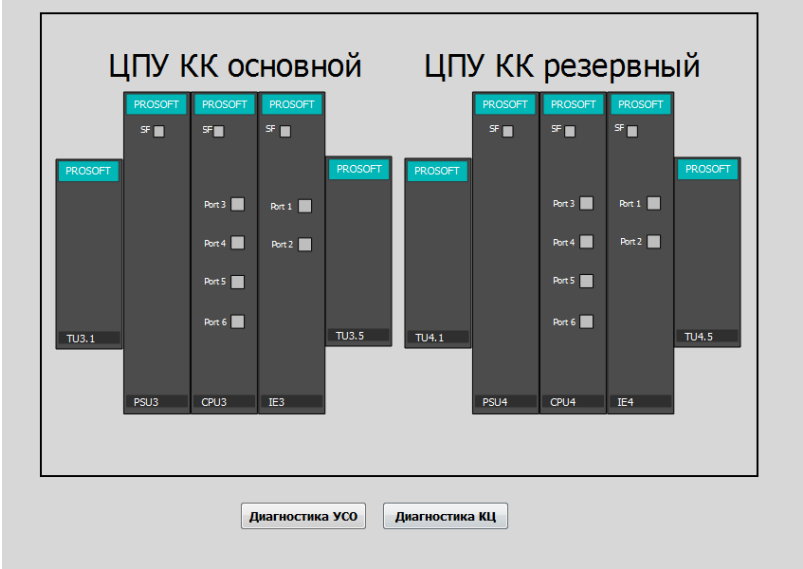 ЦПУ КК основной
PROSOFT PROSOFT PROSOFT
SF SF SF
PROSOFT PROSOFT
Port 3 Port 1
Port 4 Port 2
Port 5
Port 6
TU3.1 TU3.5
PSU3 CPU3 IE3
ЦПУ КК резервный
PROSOFT PROSOFT PROSOFT
SF SF SF
PROSOFT PROSOFT
Port 3 Port 1
Port 4 Port 2
Port 5
Port 6
TU4.1 TU4.5
PSU4 CPU4 IE4
Диагностика УСО Диагностика КЦ